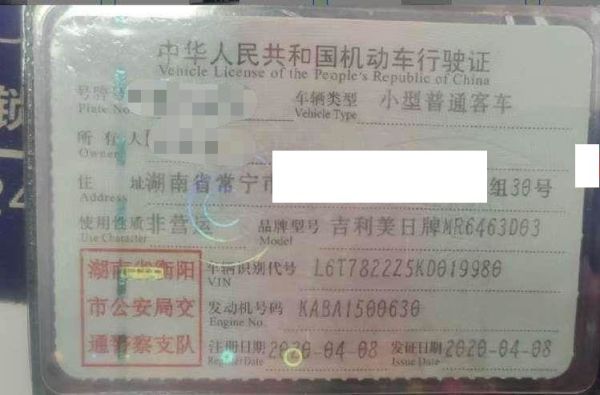 中华人民共和国机动车行驶证
Vehicle License of the People's Republic of China
号牌号
Plate No.
车辆类型 小型普通客车
Vehicle Type
所有人
Owner
住址 湖南省常宁市 组30号
Address
使用性质 非营运
Use Character
品牌型号 吉利美日牌MR6463D03
Model
湖南省衡阳
市公安局交
通警察支队
车辆识别代号 L6T7822Z5KD019980
VIN
发动机号码 KABA1500630
Engine No.
注册日期 2020-04-08
Register Date
发证日期 2020-04-08
Issue Date
24